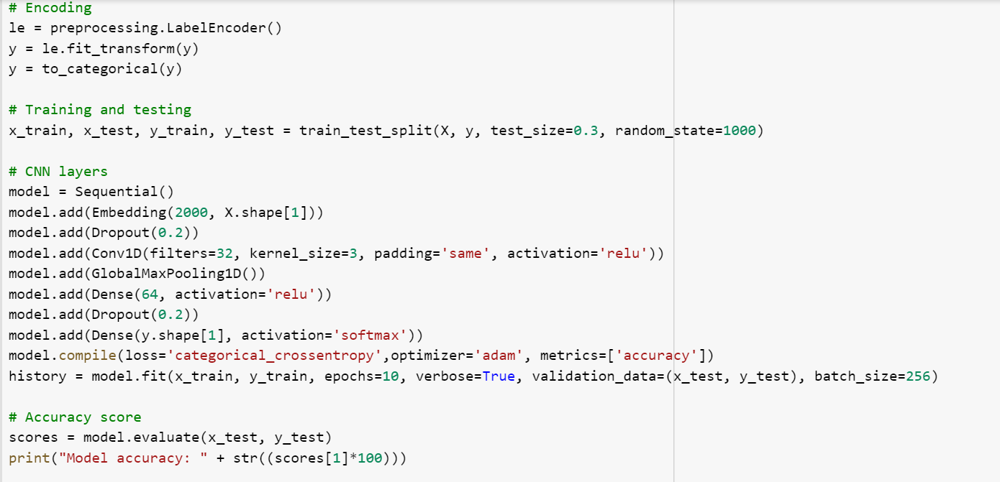 # Encoding
le = preprocessing.LabelEncoder()
y = le.fit_transform(y)
y = to_categorical(y)
# Training and testing
x_train, x_test, y_train, y_test = train_test_split(X, y, test_size=0.3, random_state=1000)
# CNN layers
model = Sequential()
model.add(Embedding(2000, X.shape[1]))
model.add(Dropout(0.2))
model.add(Conv1D(filters=32, kernel_size=3, padding='same', activation='relu'))
model.add(GlobalMaxPooling1D())
model.add(Dense(64, activation='relu'))
model.add(Dropout(0.2))
model.add(Dense(y.shape[1], activation='softmax'))
model.compile(loss='categorical_crossentropy',optimizer='adam', metrics=['accuracy'])
history = model.fit(x_train, y_train, epochs=10, verbose=True, validation_data=(x_test, y_test), batch_size=256)
# Accuracy score
scores = model.evaluate(x_test, y_test)
print("Model accuracy: " + str((scores[1]*100)))